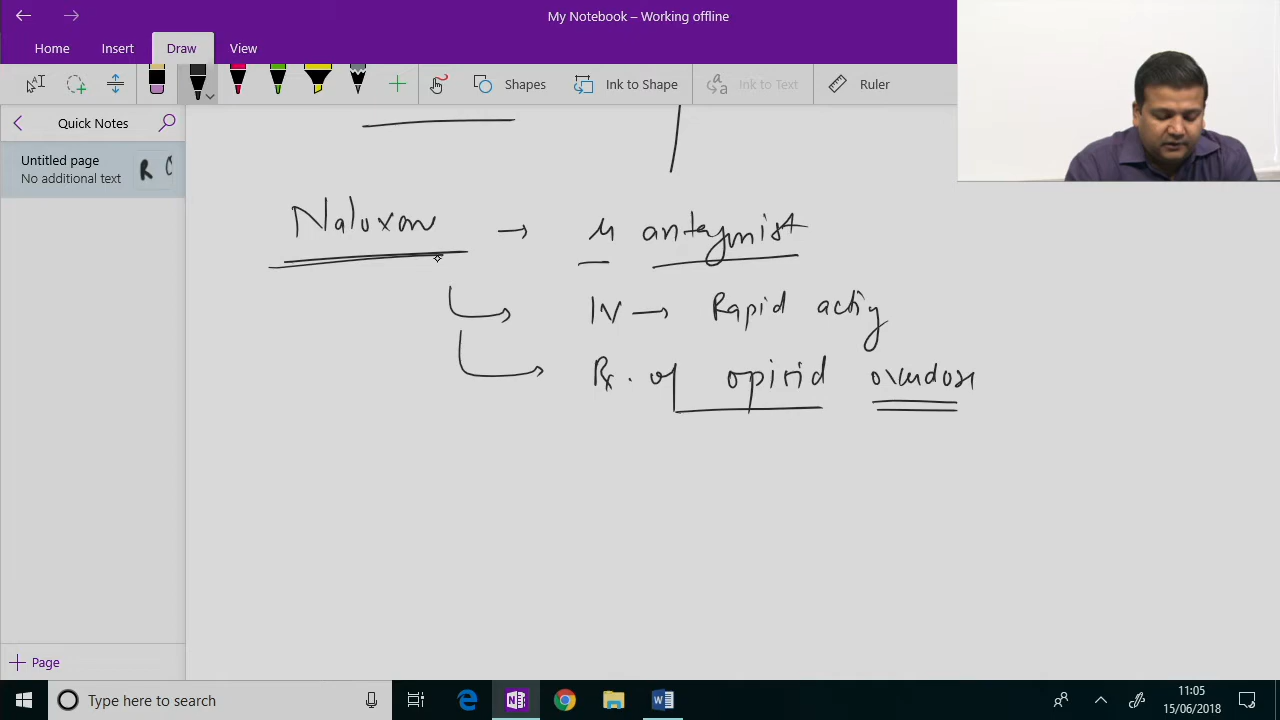 My Notebook – Working offline
Home Insert Draw View
Shapes Ink to Shape Ink to Text Ruler
Quick Notes
Untitled page
No additional text
R
Naloxone → μ antagonist
IV → Rapid acting
Rx. of opioid overdose
+ Page
Type here to search
11:05
15/06/2018